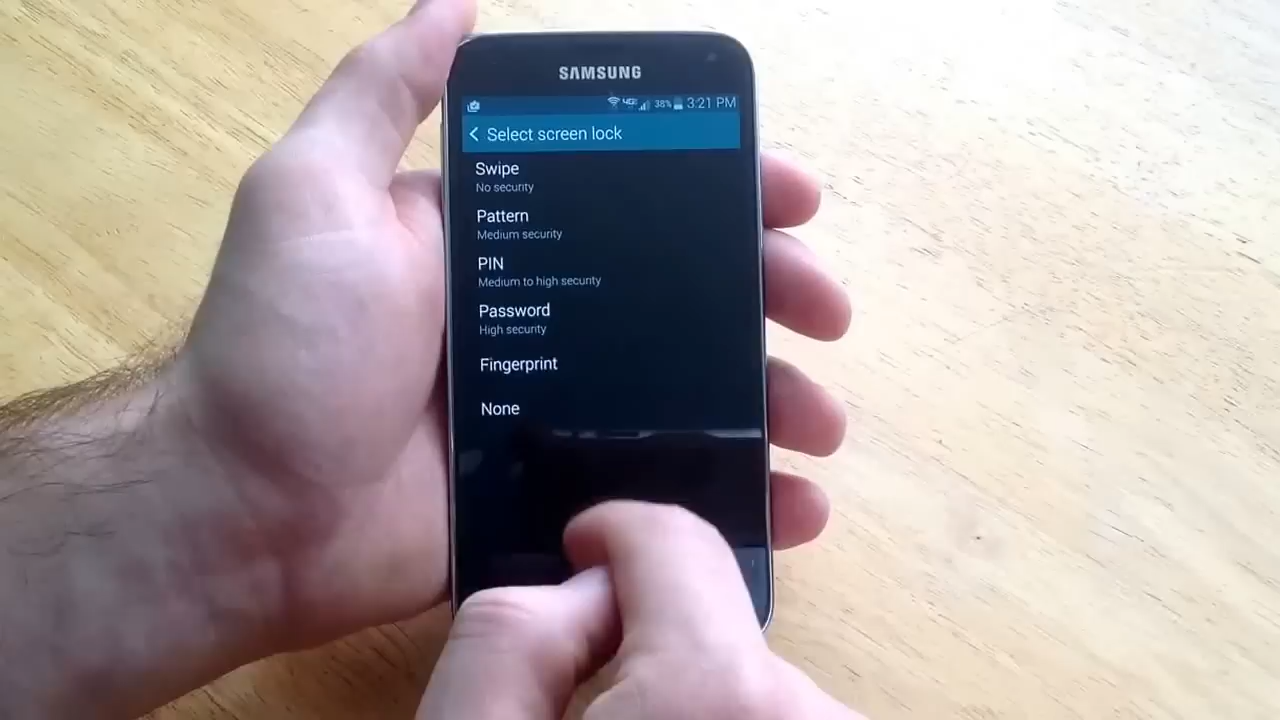 SAMSUNG
4G 38% 3:21 PM
Select screen lock
Swipe
No security
Pattern
Medium security
PIN
Medium to high security
Password
High security
Fingerprint
None